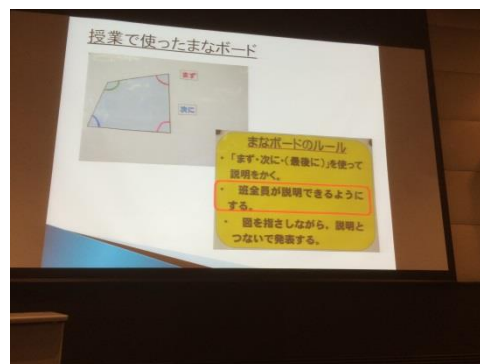 授業で使ったまなボード
まず
次に
まなボードのルール
・「まず・次に・(最後に)」を使って
説明をかく。
・ 班全員が説明できるように
する。
・ 図を指さしながら，説明と
つないで発表する。